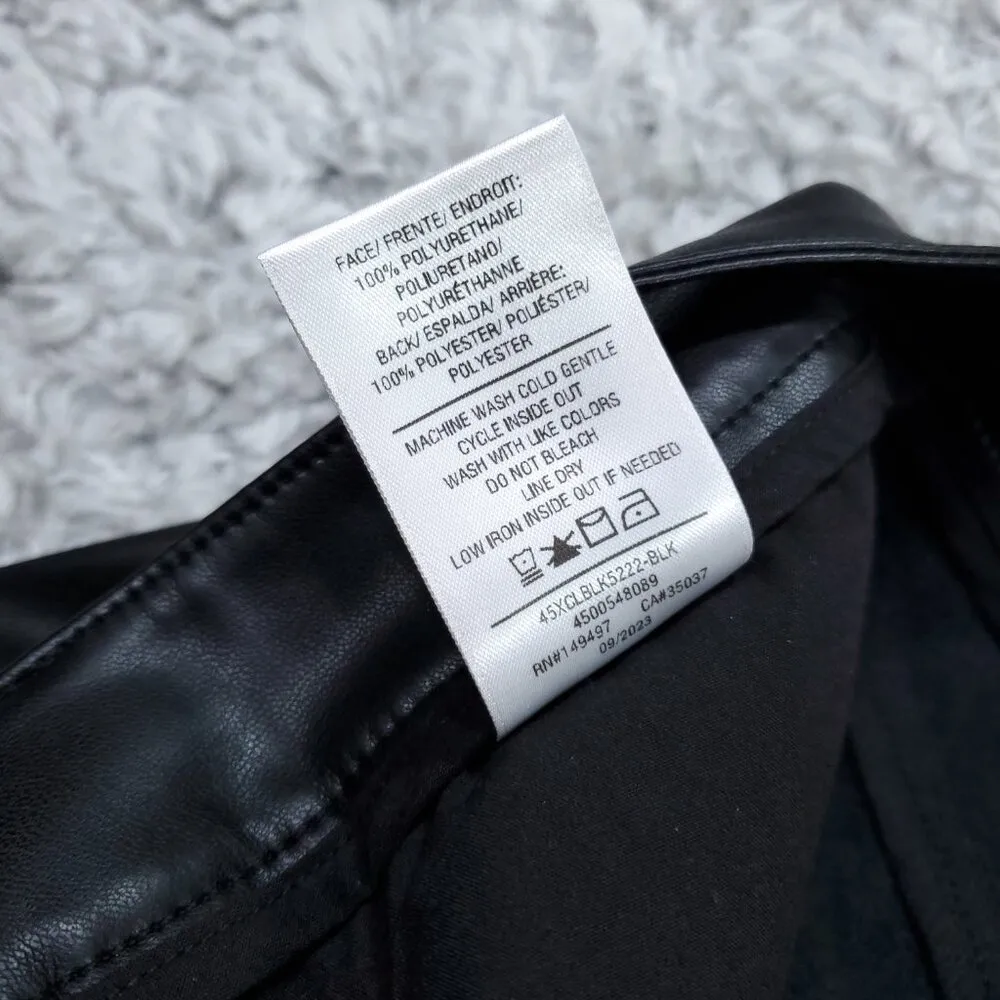 FACE/ FRENTE/ ENDROIT:
100% POLYURETHANE/
POLIURETANO/
POLYURÉTHANNE
BACK/ ESPALDA/ ARRIÈRE:
100% POLYESTER/ POLIÉSTER/
POLYESTER
MACHINE WASH COLD GENTLE
CYCLE INSIDE OUT
WASH WITH LIKE COLORS
DO NOT BLEACH
LINE DRY
LOW IRON INSIDE OUT IF NEEDED
45XCLBLK5222-BLK
4500548089
RN#149497 CA#35037
09/2023